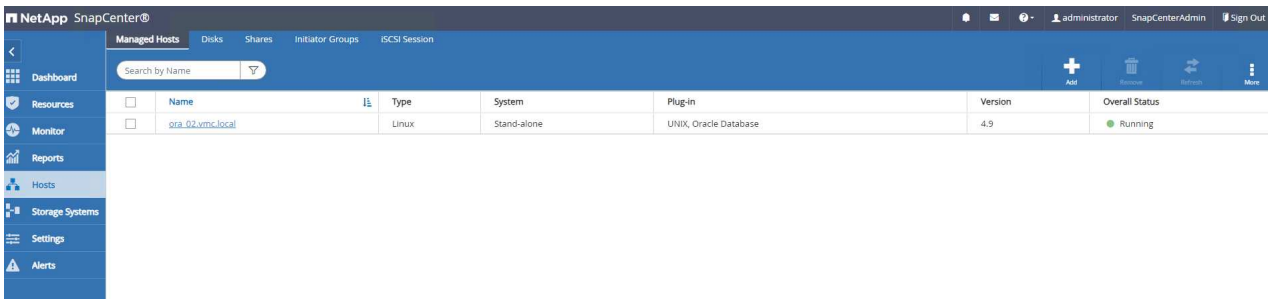 NetApp SnapCenter® administrator SnapCenterAdmin Sign Out
Managed Hosts Disks Shares Initiator Groups iSCSI Session
Search by Name
Add Remove Refresh More
Dashboard
Resources
Monitor
Reports
Hosts
Storage Systems
Settings
Alerts
Name Type System Plug-in Version Overall Status
ora_02.vmc.local Linux Stand-alone UNIX, Oracle Database 4.9 Running